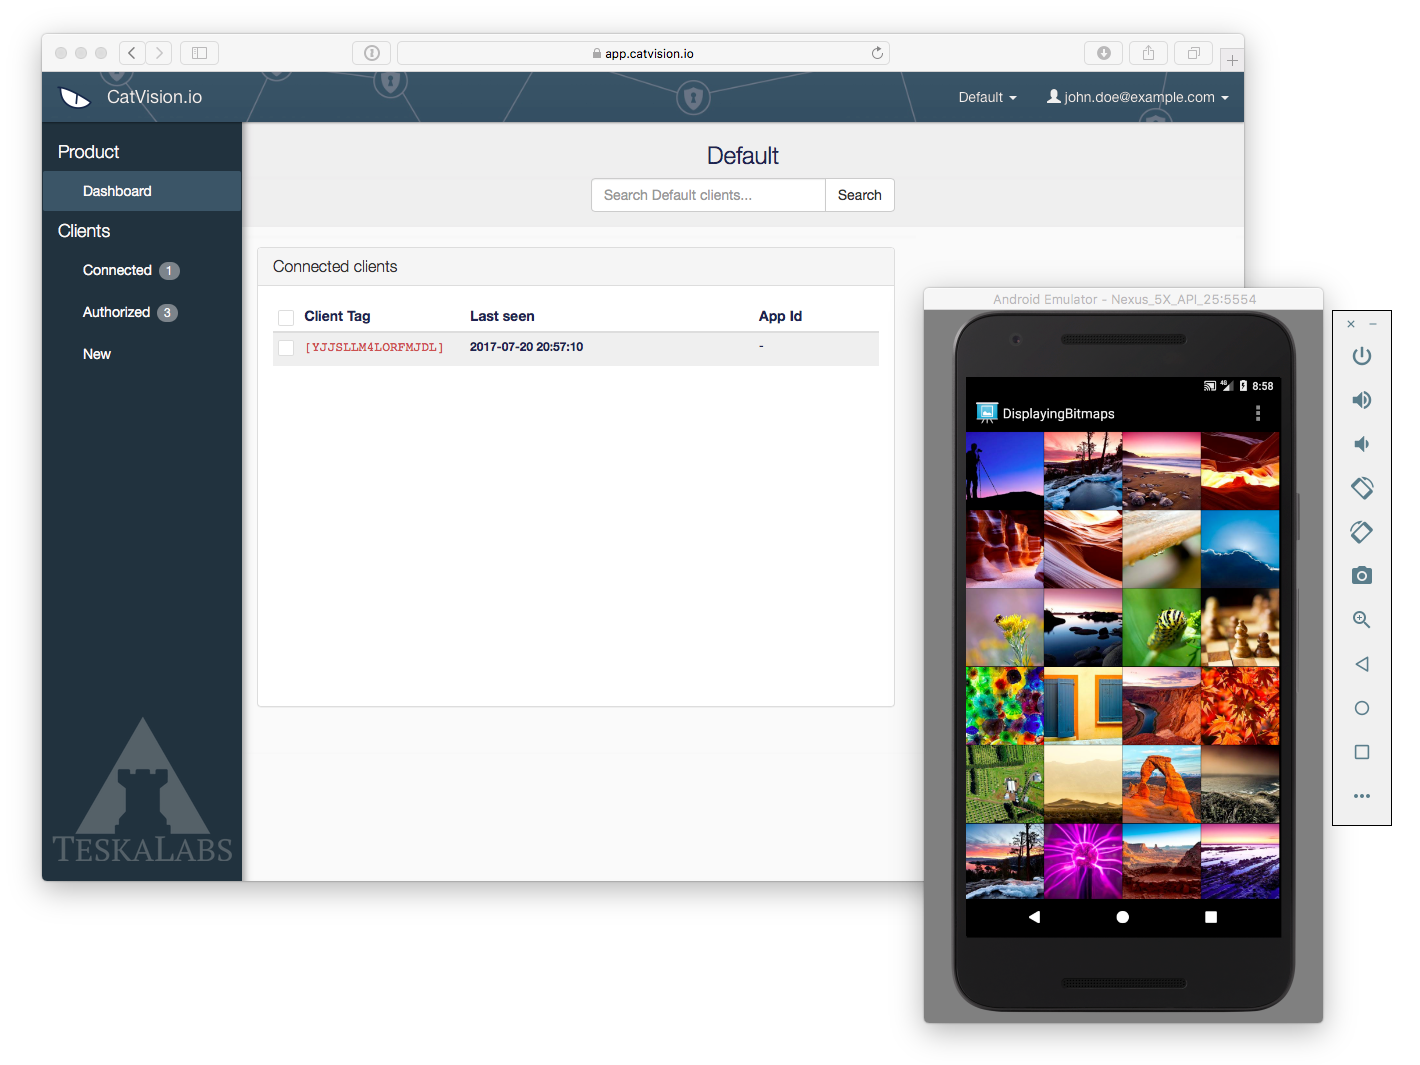 app.catvision.io
CatVision.io
Default
john.doe@example.com
Product
Dashboard
Clients
Connected 1
Authorized 3
New
TESKALABS
Default
Search Default clients...
Search
Connected clients
Client Tag Last seen App Id
[YJJSLLM4LORFMJDL] 2017-07-20 20:57:10 -
Android Emulator - Nexus_5X_API_25:5554
4G 8:58
DisplayingBitmaps